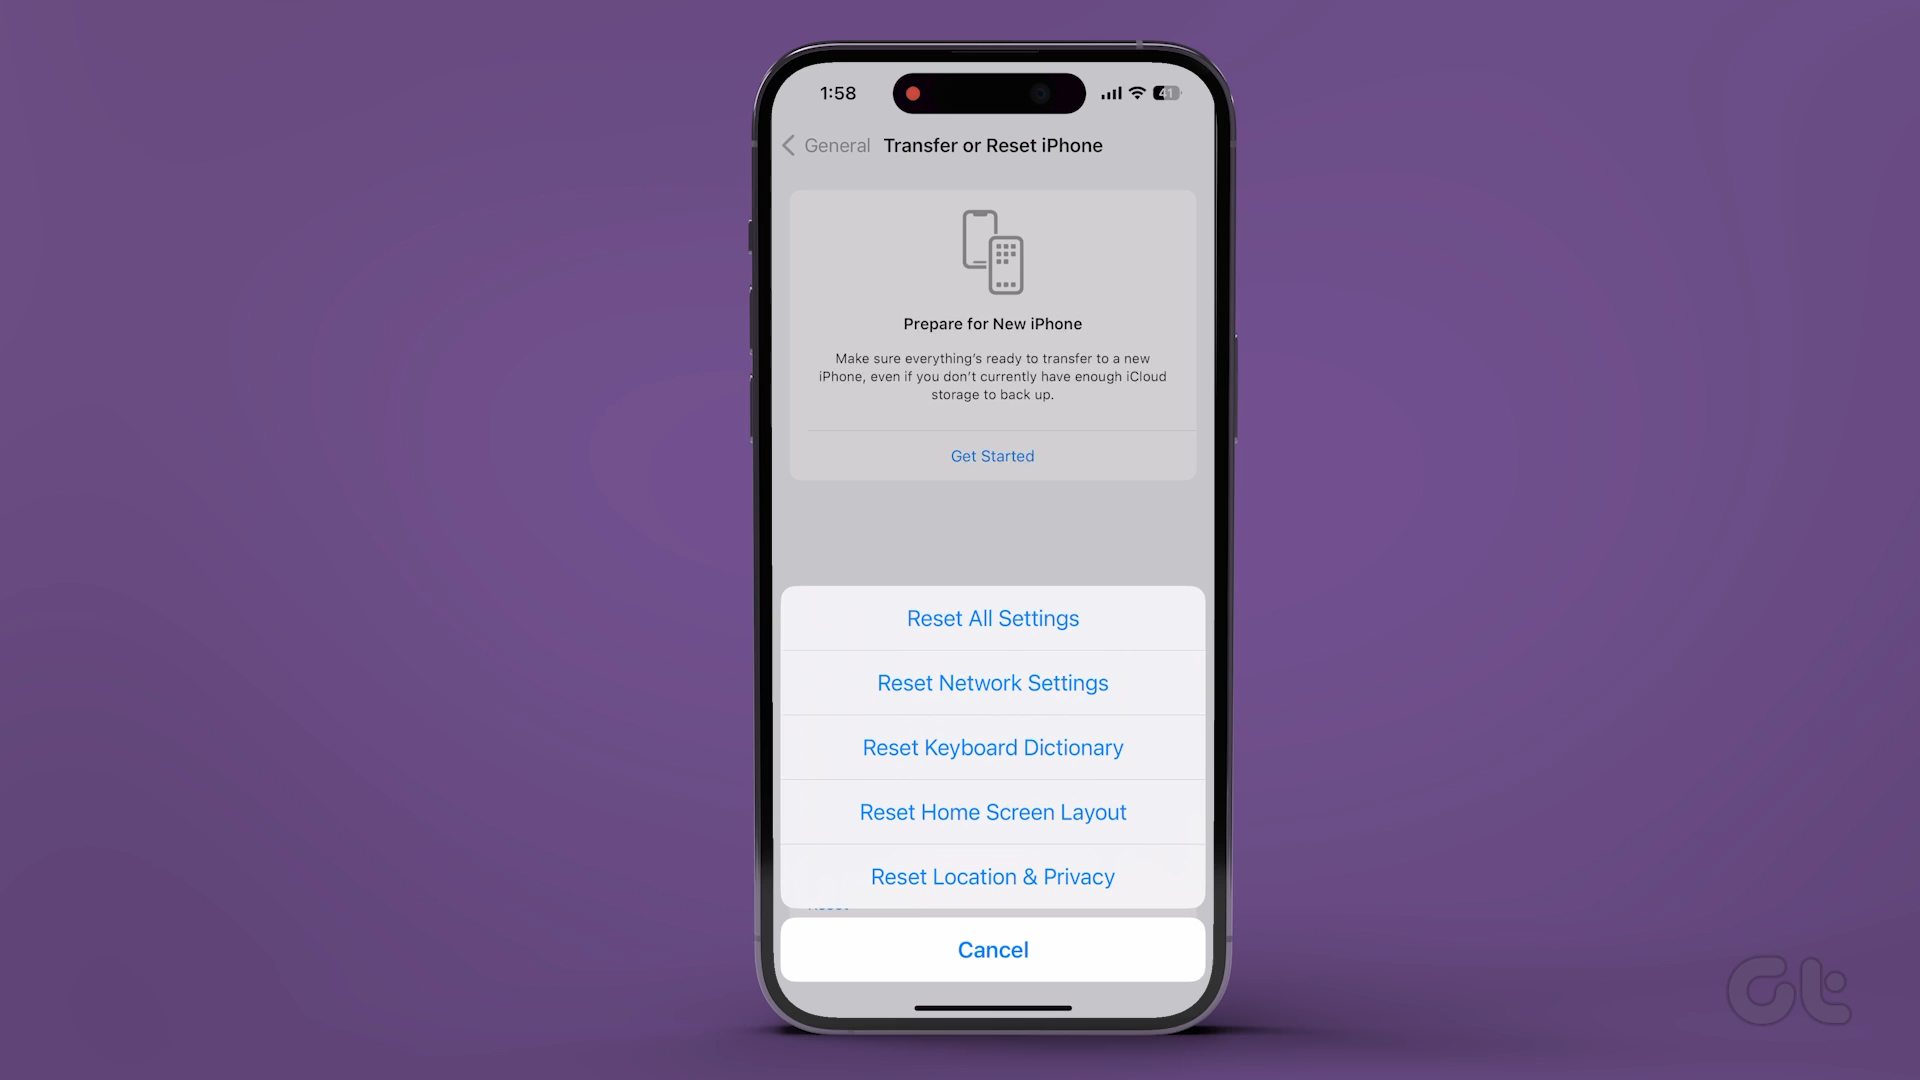 1:58
41
General Transfer or Reset iPhone
Prepare for New iPhone
Make sure everything's ready to transfer to a new
iPhone, even if you don't currently have enough iCloud
storage to back up.
Get Started
Reset All Settings
Reset Network Settings
Reset Keyboard Dictionary
Reset Home Screen Layout
Reset Location & Privacy
Cancel
Gt